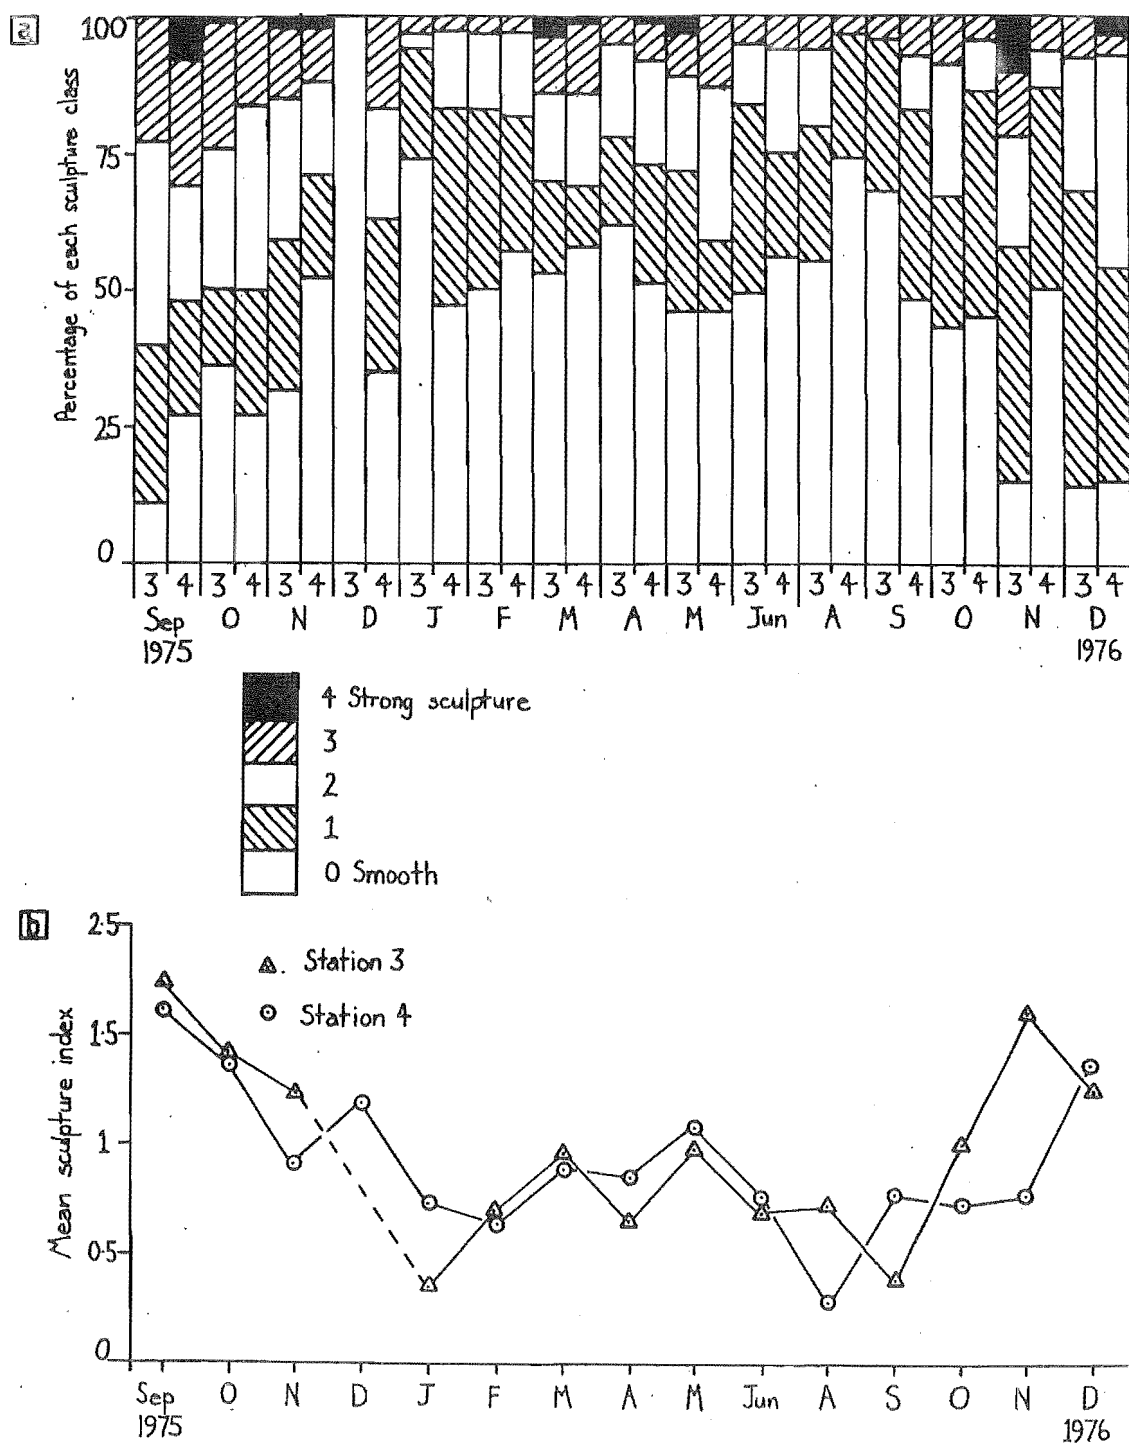 a
Percentage of each sculpture class
100
75
50
25
0
3 4 3 4 3 4 3 4 3 4 3 4 3 4 3 4 3 4 3 4 3 4 3 4 3 4 3 4 3 4
Sep O N D J F M A M Jun A S O N D
1975 1976
4 Strong sculpture
3
2
1
0 Smooth
b
Mean sculpture index
2·5
1·5
1
0·5
0
Station 3
Station 4
Sep O N D J F M A M Jun A S O N D
1975 1976